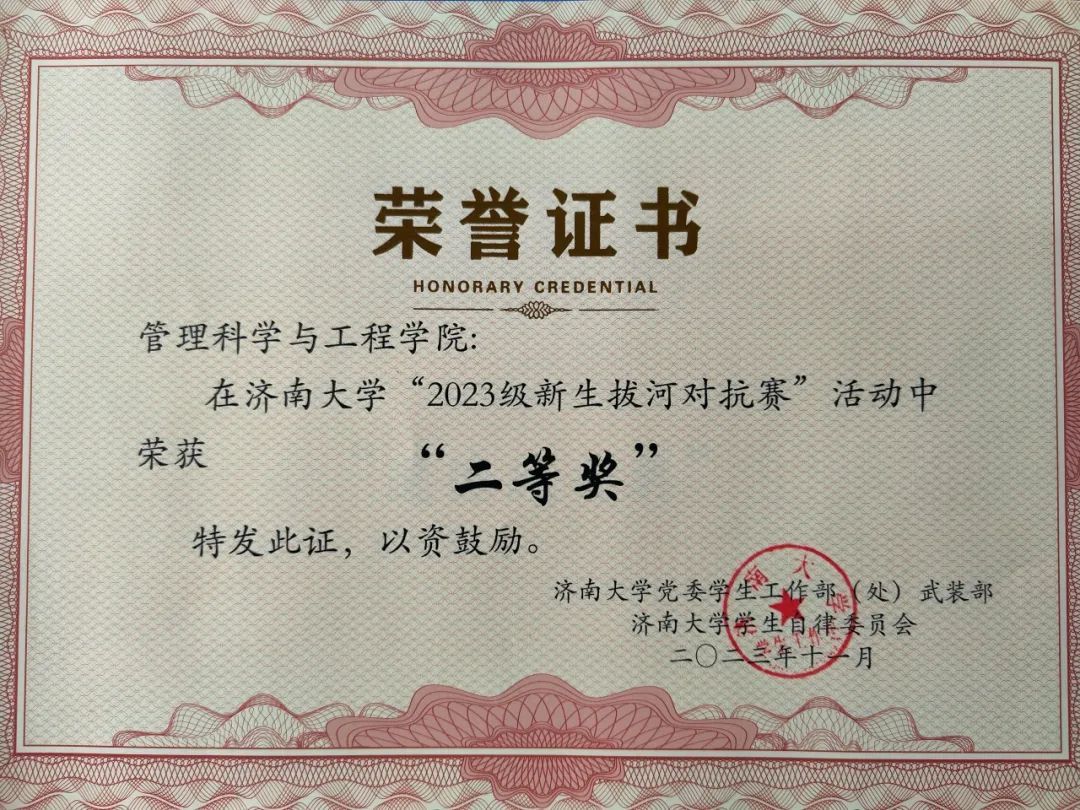 荣誉证书
HONORARY CREDENTIAL
管理科学与工程学院:
在济南大学“2023级新生拔河对抗赛”活动中
荣获 “二等奖”
特发此证，以资鼓励。
济南大学党委学生工作部（处）武装部
济南大学学生自律委员会
二〇二三年十一月